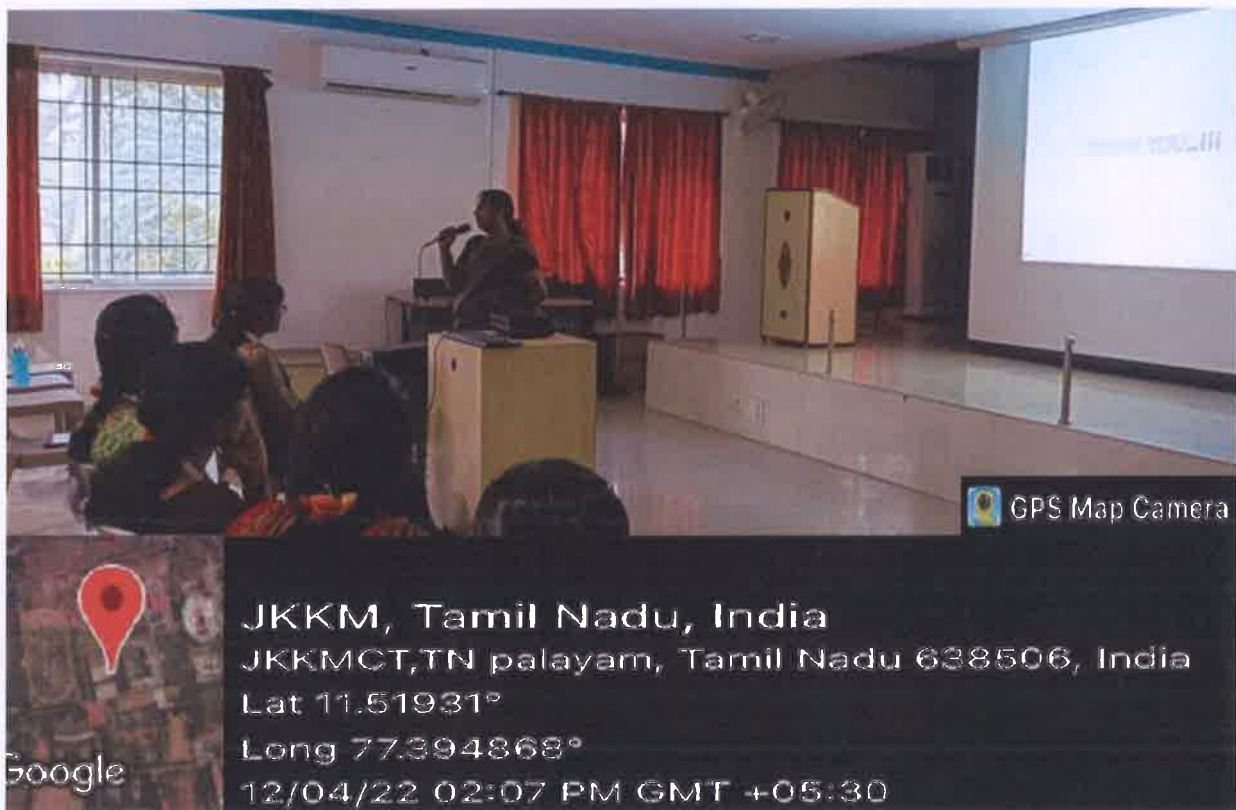 GPS Map Camera
JKKM, Tamil Nadu, India
JKKMCT,TN palayam, Tamil Nadu 638506, India
Lat 11.51931°
Long 77.394868°
12/04/22 02:07 PM GMT +05:30
Google